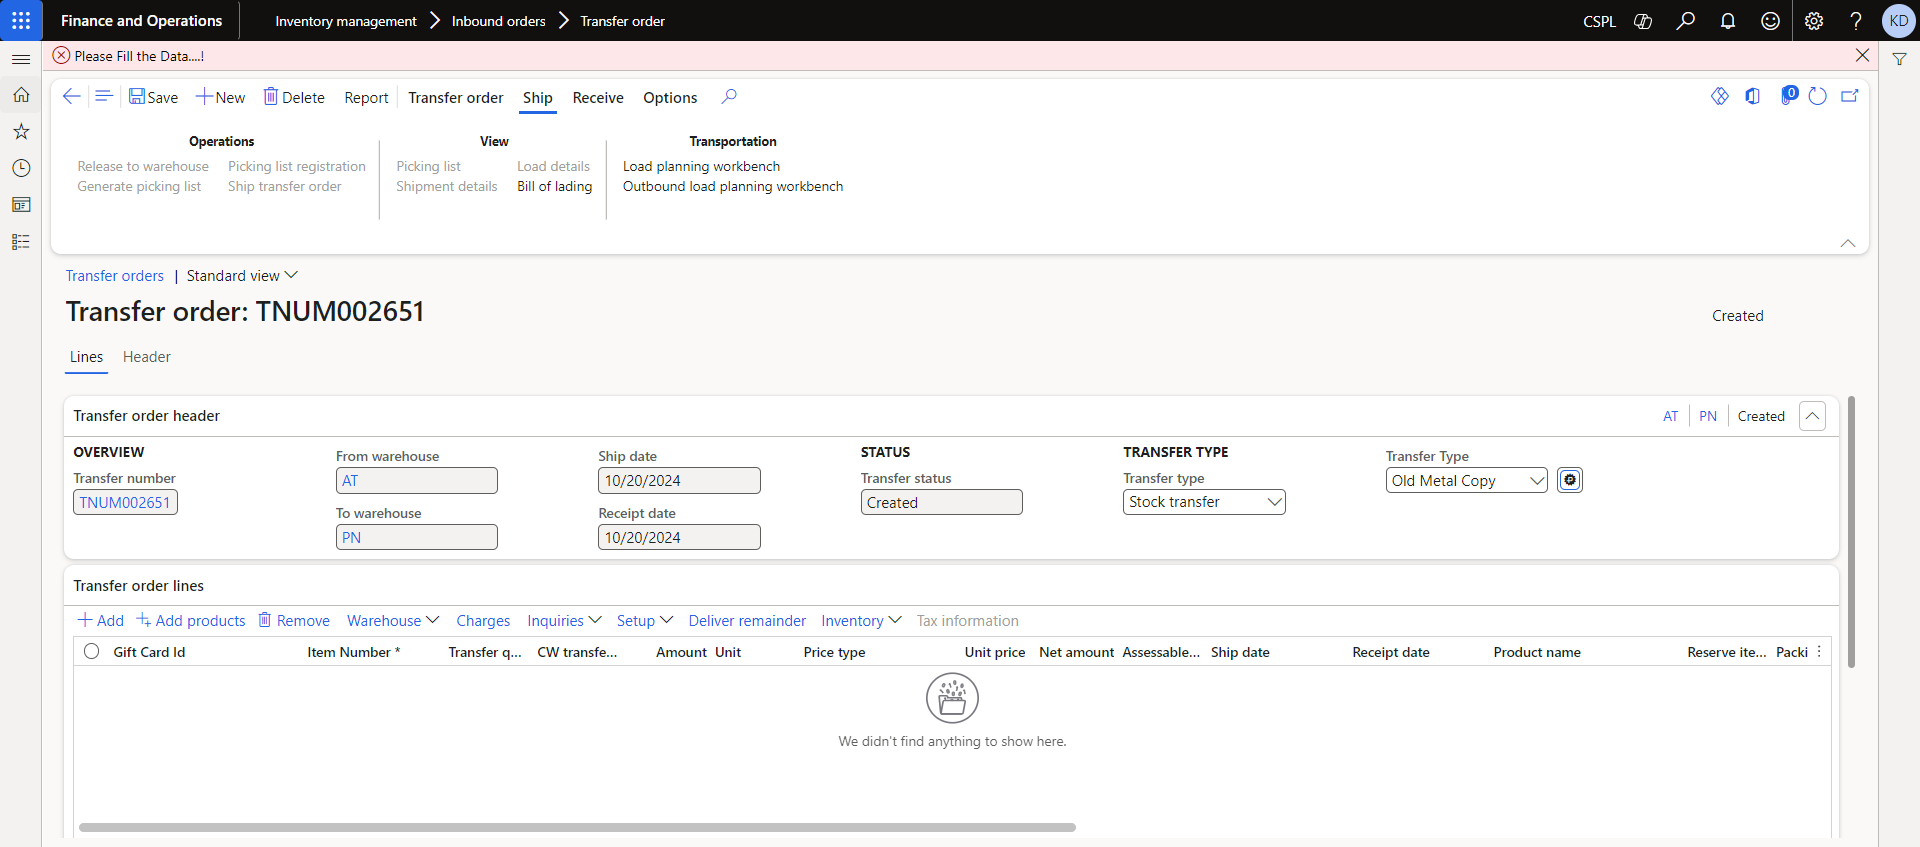 Finance and Operations
Inventory management Inbound orders Transfer order
CSPL
? KD
Please Fill the Data....!
Save New Delete Report Transfer order Ship Receive Options
0
Operations View Transportation
Release to warehouse Picking list registration Picking list Load details Load planning workbench
Generate picking list Ship transfer order Shipment details Bill of lading Outbound load planning workbench
Transfer orders | Standard view
Transfer order: TNUM002651
Created
Lines Header
Transfer order header
AT PN Created
OVERVIEW
Transfer number
TNUM002651
From warehouse
AT
To warehouse
PN
Ship date
10/20/2024
Receipt date
10/20/2024
STATUS
Transfer status
Created
TRANSFER TYPE
Transfer type
Stock transfer
Transfer Type
Old Metal Copy
Transfer order lines
Add Add products Remove Warehouse Charges Inquiries Setup Deliver remainder Inventory Tax information
Gift Card Id Item Number * Transfer q... CW transfe... Amount Unit Price type Unit price Net amount Assessable... Ship date Receipt date Product name Reserve ite... Packi
We didn't find anything to show here.